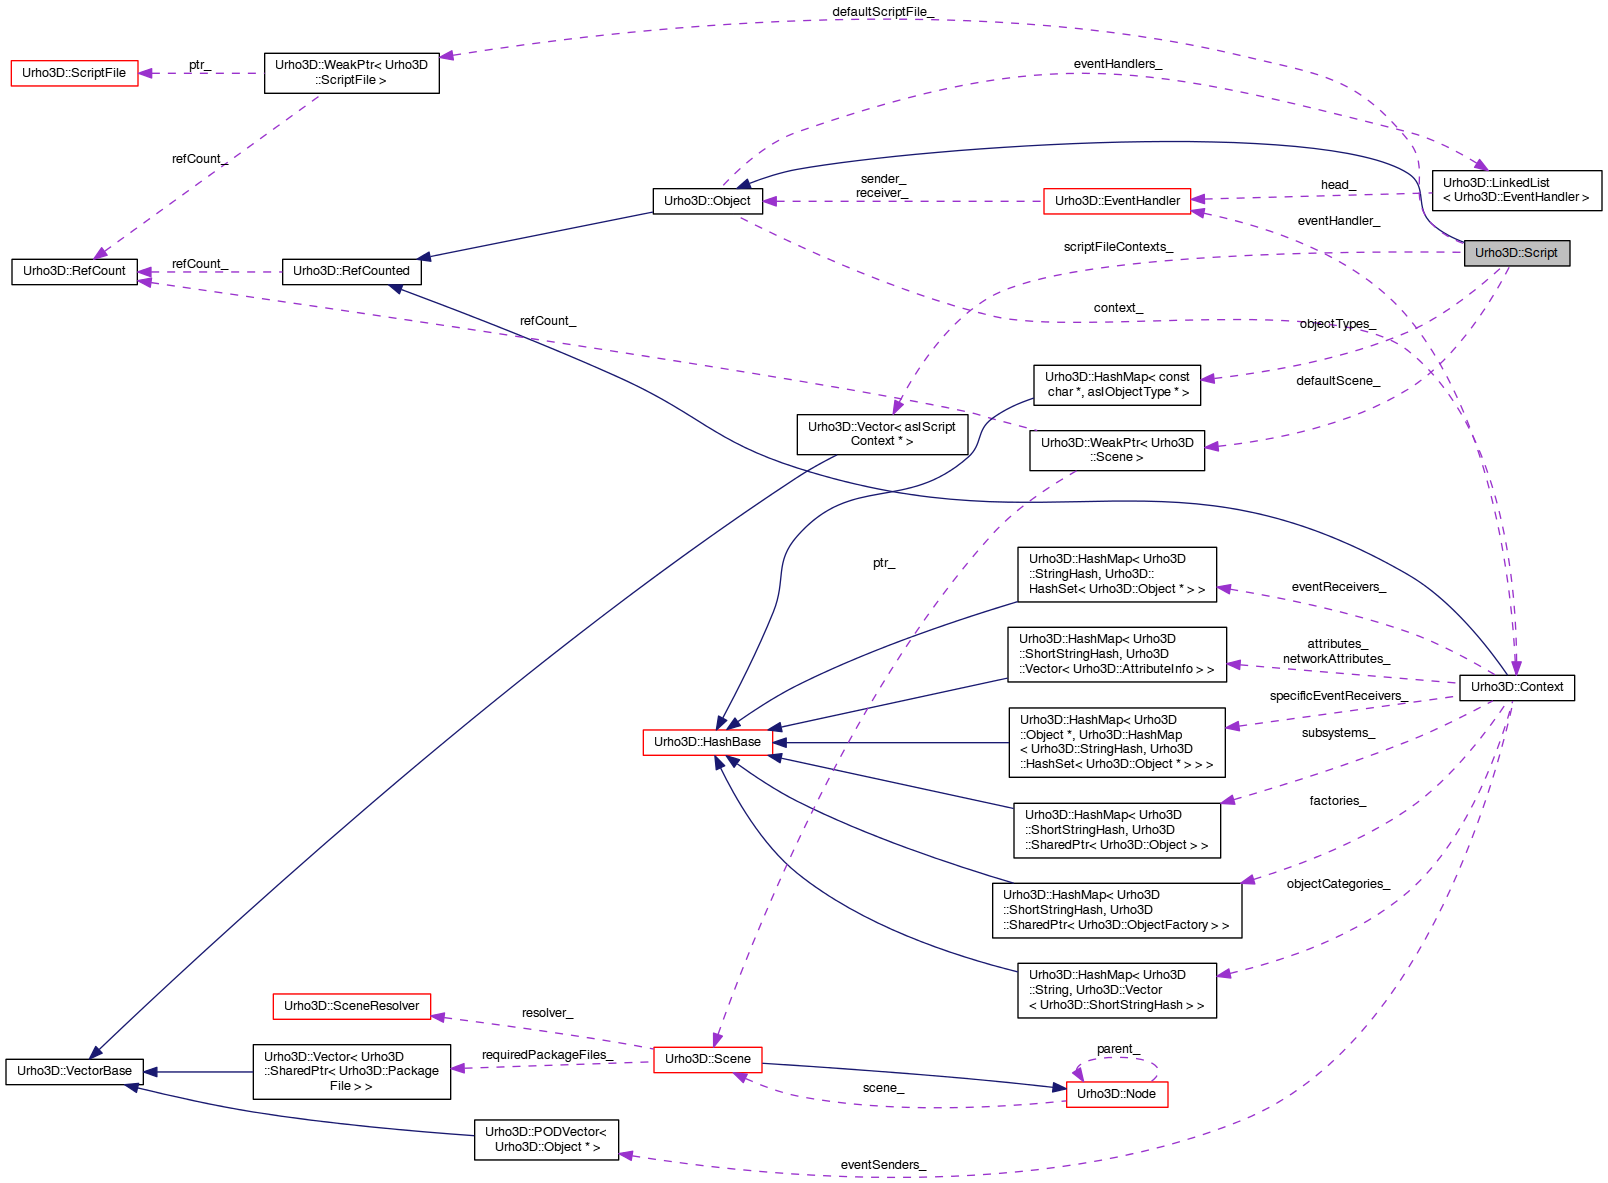 defaultScriptFile_
Urho3D::ScriptFile
ptr_
Urho3D::WeakPtr< Urho3D
::ScriptFile >
eventHandlers_
refCount_
Urho3D::Object
sender_
receiver_
Urho3D::EventHandler
head_
Urho3D::LinkedList
< Urho3D::EventHandler >
eventHandler_
Urho3D::Script
scriptFileContexts_
Urho3D::RefCount
refCount_
Urho3D::RefCounted
context_
refCount_
objectTypes_
Urho3D::HashMap< const
char *, asIObjectType * >
defaultScene_
Urho3D::Vector< asIScript
Context * >
Urho3D::WeakPtr< Urho3D
::Scene >
ptr_
Urho3D::HashMap< Urho3D
::StringHash, Urho3D::
HashSet< Urho3D::Object * > >
eventReceivers_
Urho3D::HashMap< Urho3D
::ShortStringHash, Urho3D
::Vector< Urho3D::AttributeInfo > >
attributes_
networkAttributes_
Urho3D::Context
specificEventReceivers_
Urho3D::HashBase
Urho3D::HashMap< Urho3D
::Object *, Urho3D::HashMap
< Urho3D::StringHash, Urho3D
::HashSet< Urho3D::Object * > > >
subsystems_
Urho3D::HashMap< Urho3D
::ShortStringHash, Urho3D
::SharedPtr< Urho3D::Object > >
factories_
Urho3D::HashMap< Urho3D
::ShortStringHash, Urho3D
::SharedPtr< Urho3D::ObjectFactory > >
objectCategories_
Urho3D::HashMap< Urho3D
::String, Urho3D::Vector
< Urho3D::ShortStringHash > >
Urho3D::SceneResolver
resolver_
Urho3D::VectorBase
Urho3D::Vector< Urho3D
::SharedPtr< Urho3D::Package
File > >
requiredPackageFiles_
Urho3D::Scene
parent_
scene_
Urho3D::Node
Urho3D::PODVector<
Urho3D::Object * >
eventSenders_